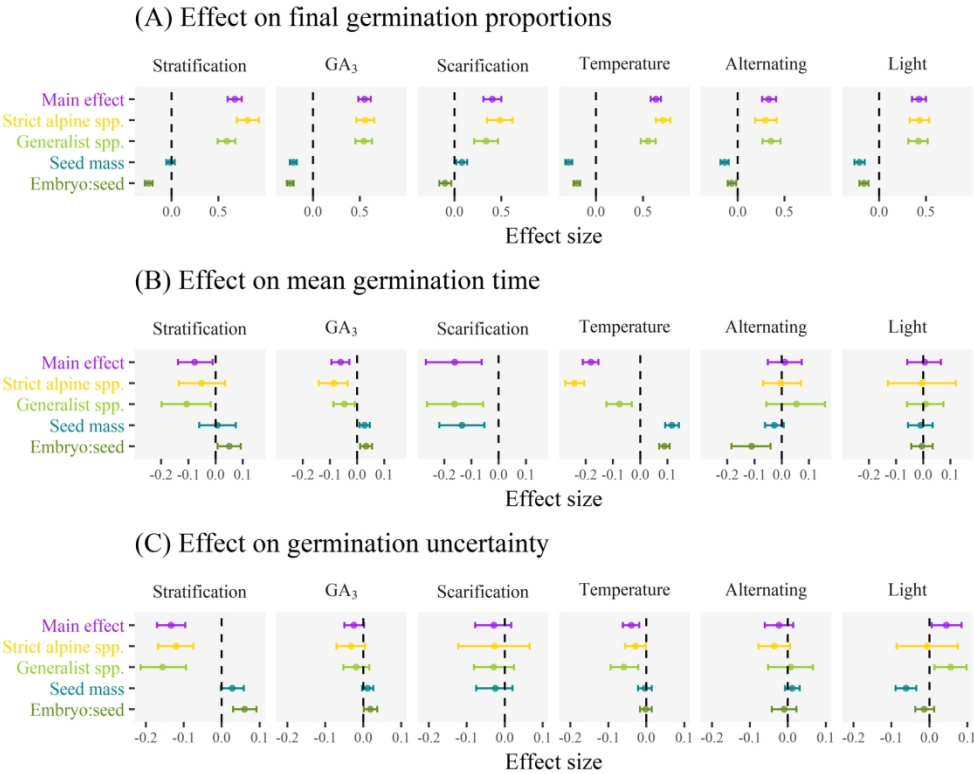 (A) Effect on final germination proportions
Stratification GA₃ Scarification Temperature Alternating Light
Main effect
Strict alpine spp.
Generalist spp.
Seed mass
Embryo:seed
0.0 0.5 0.0 0.5 0.0 0.5 0.0 0.5 0.0 0.5 0.0 0.5
Effect size
(B) Effect on mean germination time
Stratification GA₃ Scarification Temperature Alternating Light
Main effect
Strict alpine spp.
Generalist spp.
Seed mass
Embryo:seed
-0.2 -0.1 0.0 0.1 -0.2 -0.1 0.0 0.1 -0.2 -0.1 0.0 0.1 -0.2 -0.1 0.0 0.1 -0.2 -0.1 0.0 0.1 -0.2 -0.1 0.0 0.1
Effect size
(C) Effect on germination uncertainty
Stratification GA₃ Scarification Temperature Alternating Light
Main effect
Strict alpine spp.
Generalist spp.
Seed mass
Embryo:seed
-0.2 -0.1 0.0 0.1 -0.2 -0.1 0.0 0.1 -0.2 -0.1 0.0 0.1 -0.2 -0.1 0.0 0.1 -0.2 -0.1 0.0 0.1 -0.2 -0.1 0.0 0.1
Effect size